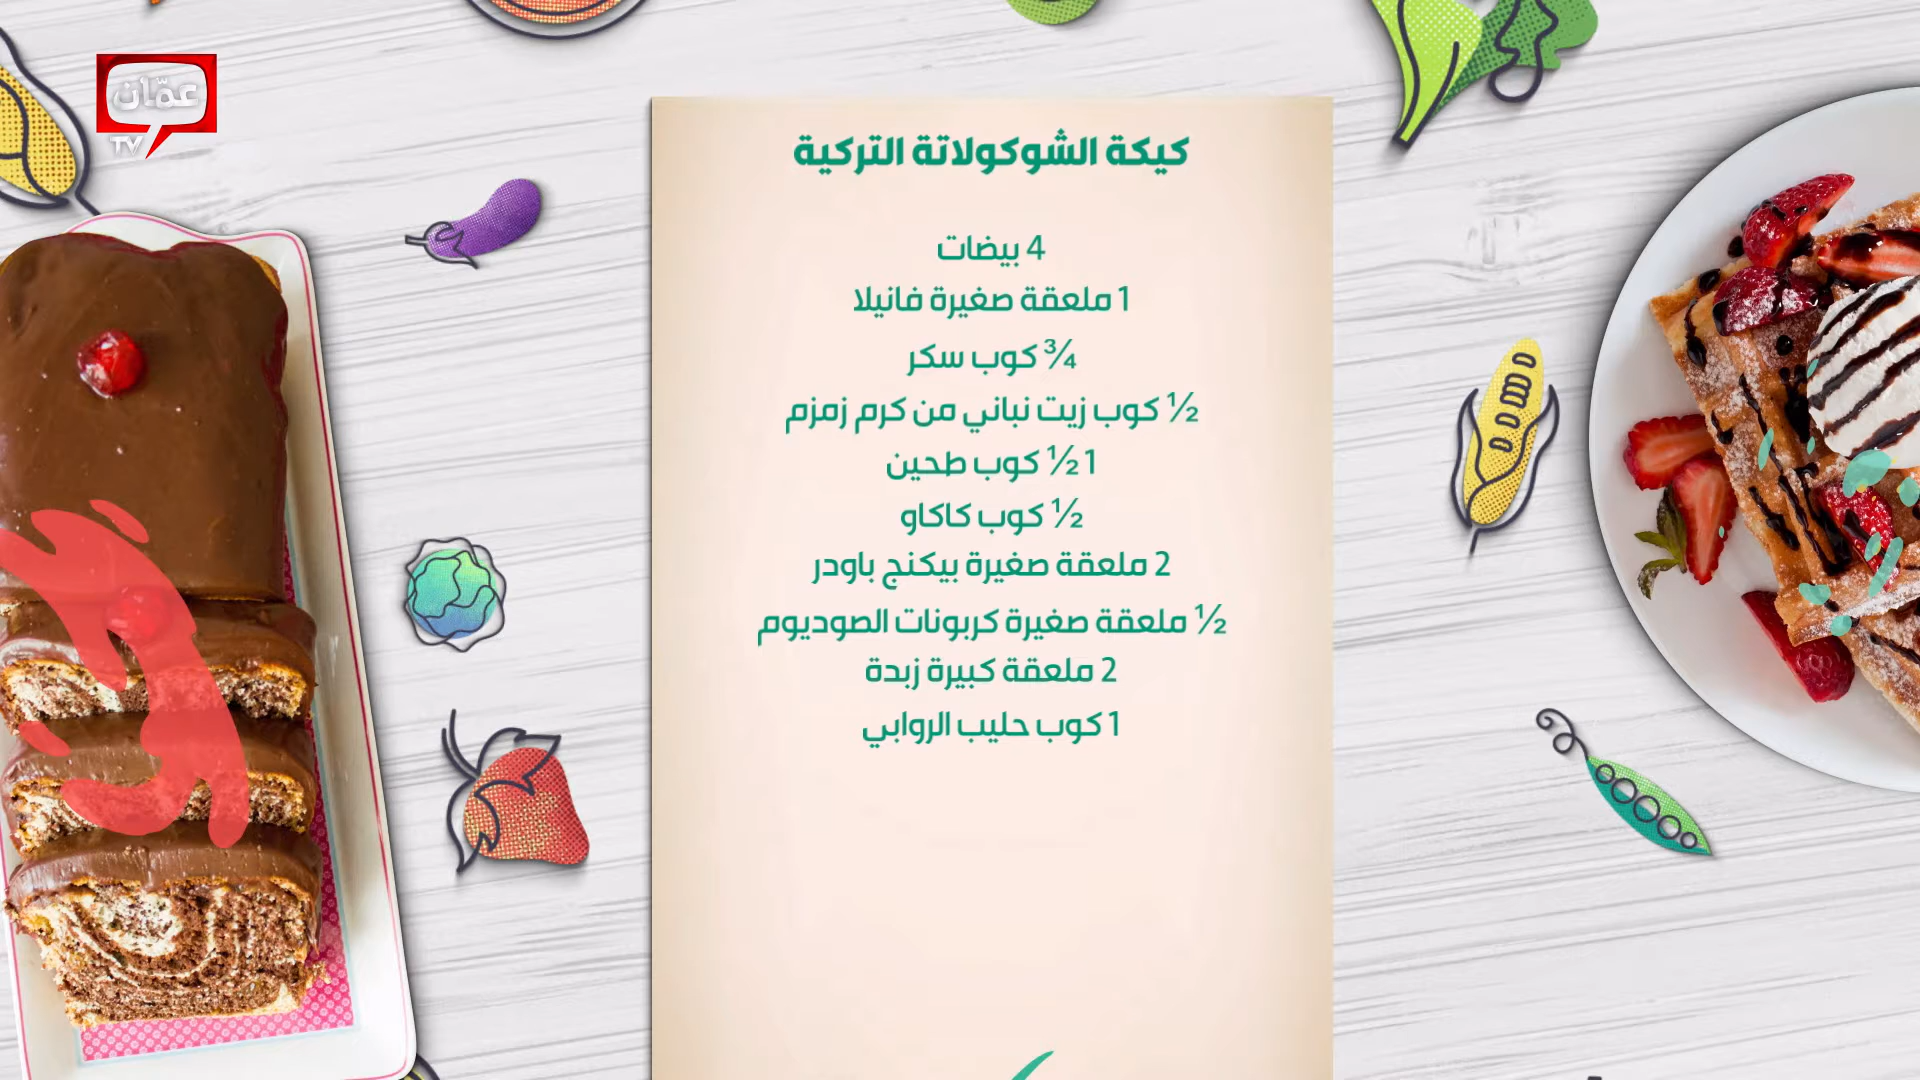 عمّان
TV
كيكة الشوكولاتة التركية
4 بيضات
1 ملعقة صغيرة فانيلا
¾ كوب سكر
½ كوب زيت نباتي من كرم زمزم
1 ½ كوب طحين
½ كوب كاكاو
2 ملعقة صغيرة بيكنج باودر
½ ملعقة صغيرة كربونات الصوديوم
2 ملعقة كبيرة زبدة
1 كوب حليب الروابي